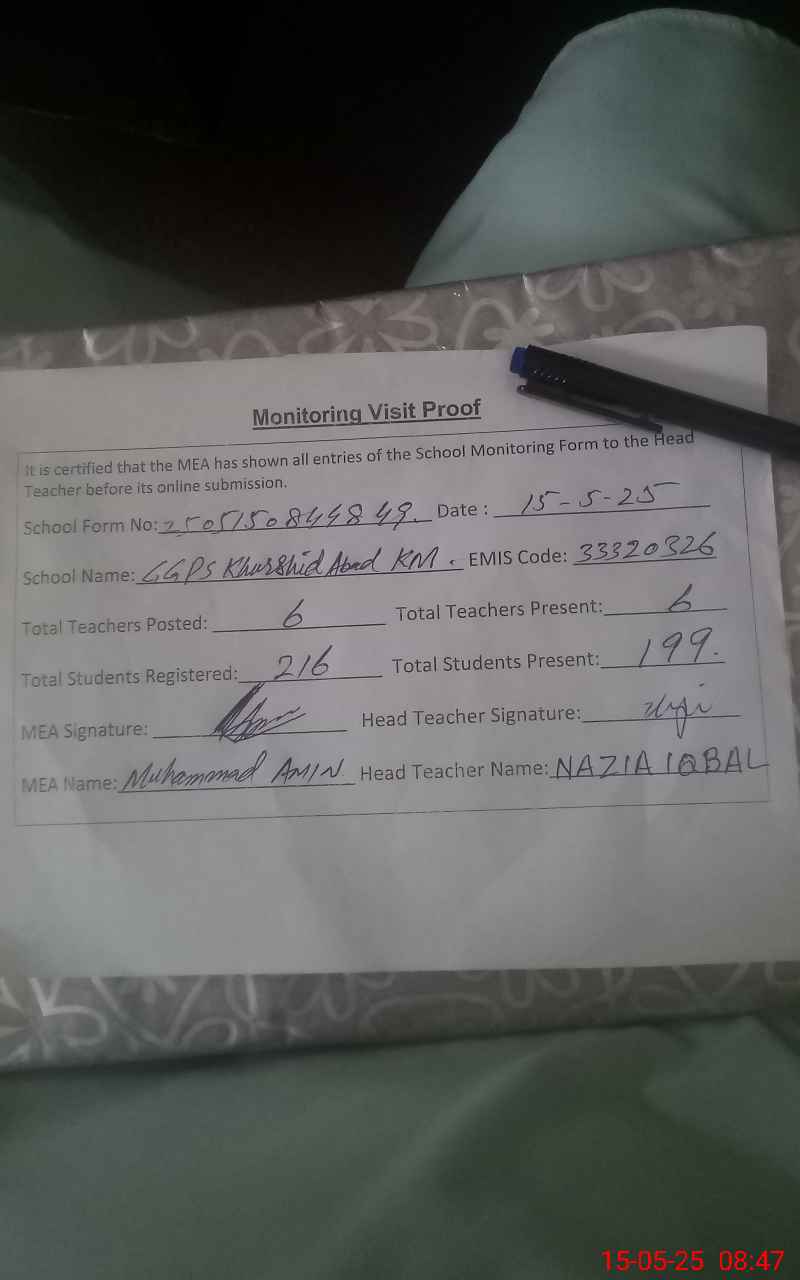 Monitoring Visit Proof
It is certified that the MEA has shown all entries of the School Monitoring Form to the Head
Teacher before its online submission.
School Form No: 250515084484 9. Date : 15-5-25
School Name: GGPS Khurshid Abad KM . EMIS Code: 33320326
Total Teachers Posted: 6 Total Teachers Present: 6
Total Students Registered: 216 Total Students Present: 199.
MEA Signature: Head Teacher Signature:
MEA Name: Muhammad AMIN Head Teacher Name: NAZIA IQBAL
15-05-25 08:47